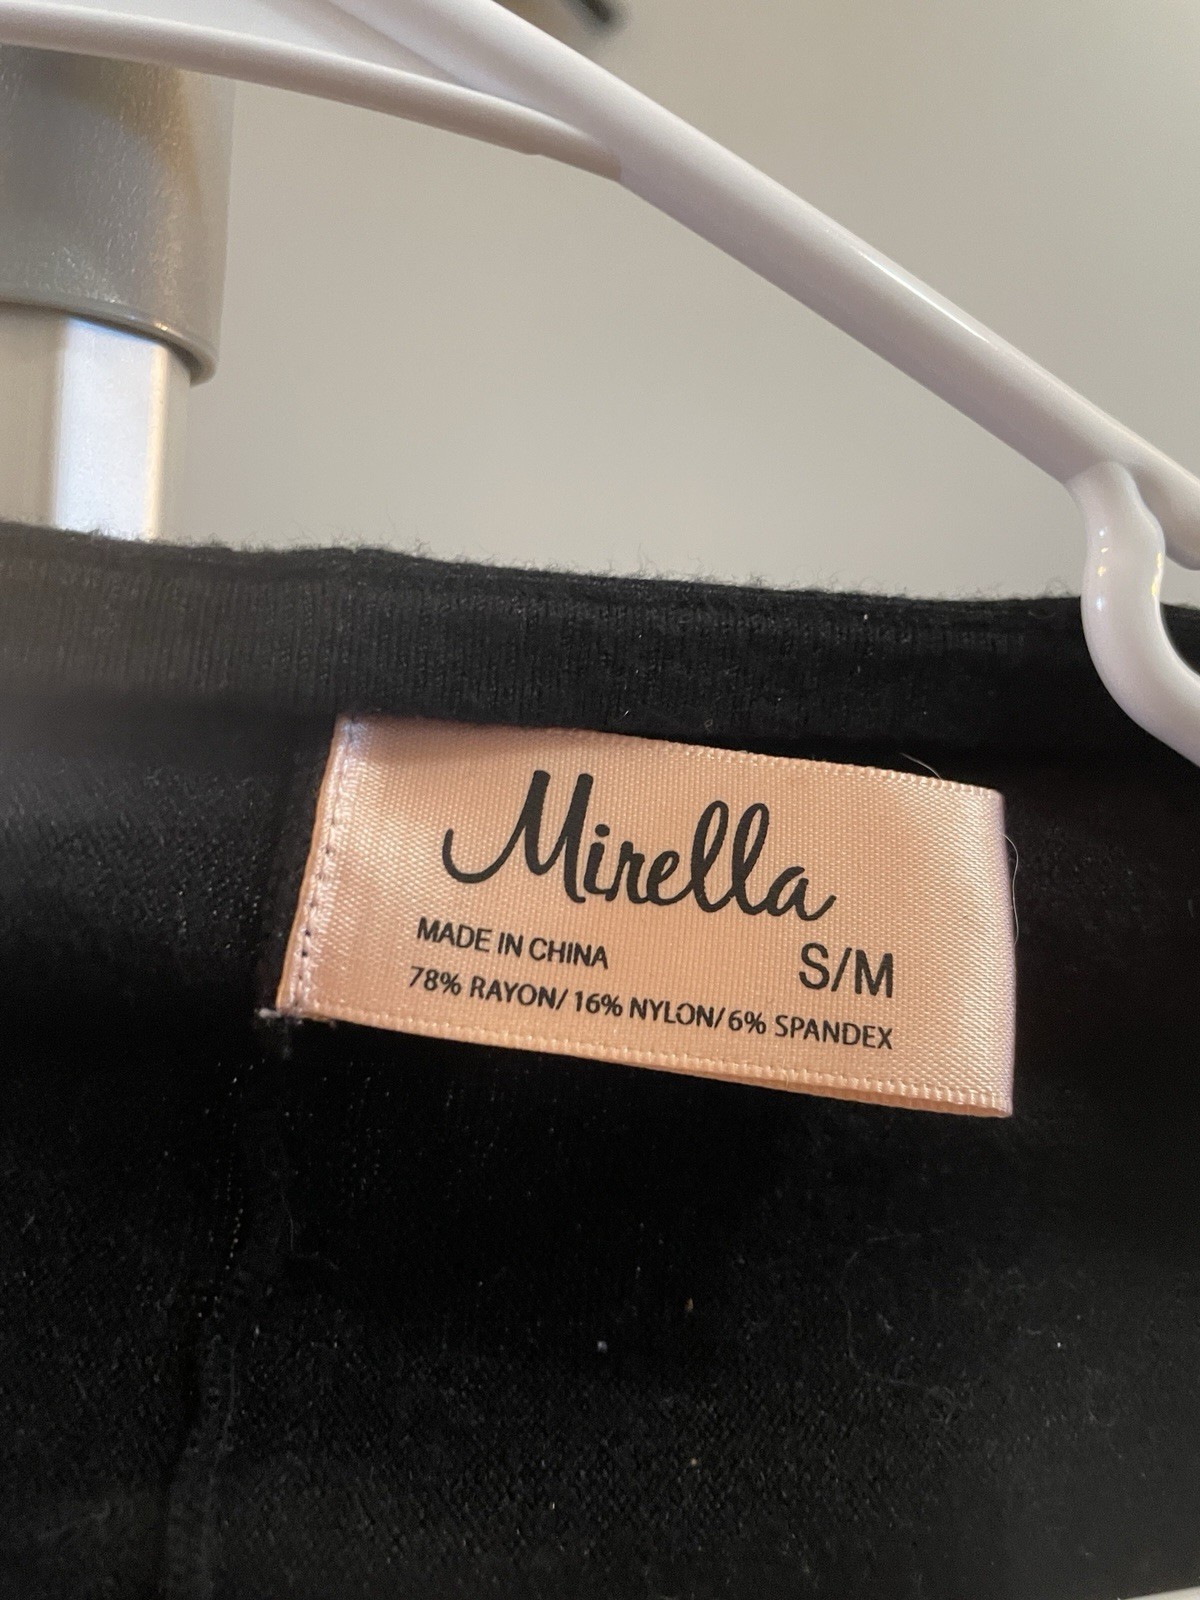 Mirella
MADE IN CHINA
S/M
78% RAYON/ 16% NYLON/ 6% SPANDEX